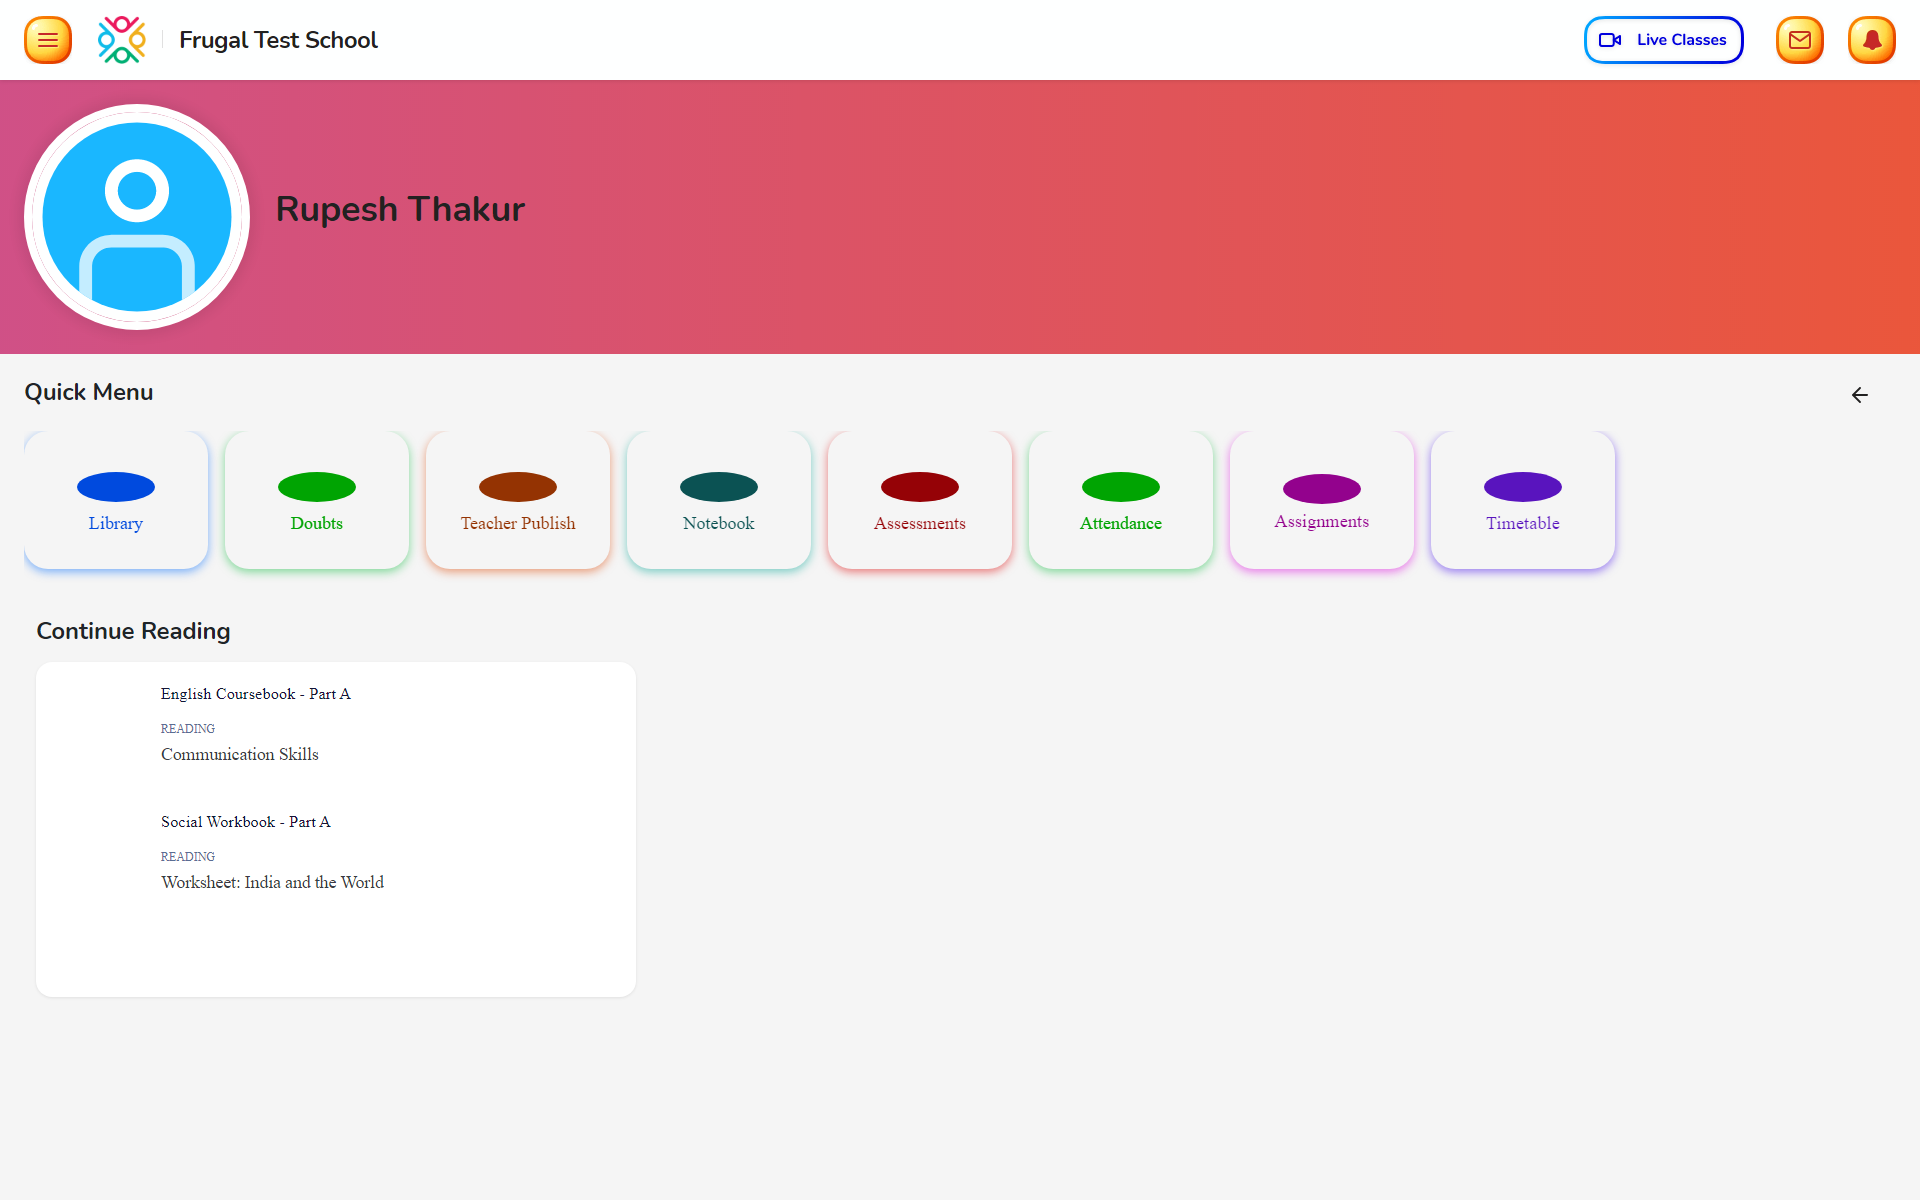 Frugal Test School
Live Classes
Rupesh Thakur
Quick Menu
Library
Doubts
Teacher Publish
Notebook
Assessments
Attendance
Assignments
Timetable
Continue Reading
English Coursebook - Part A
READING
Communication Skills
Social Workbook - Part A
READING
Worksheet: India and the World